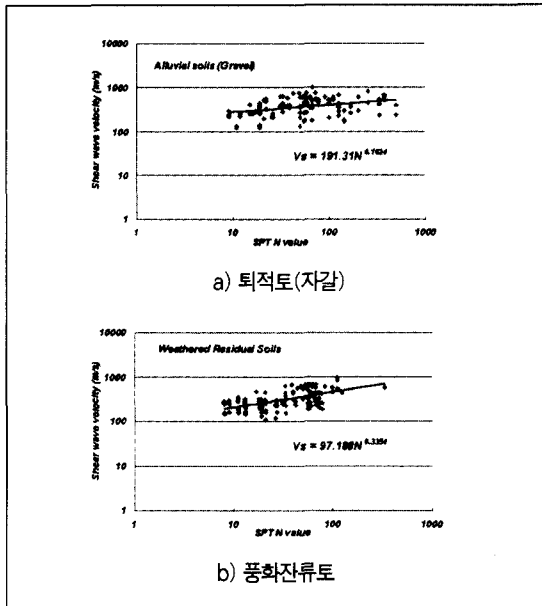 10000
1000
100
10
1
Shear wave velocity (m/s)
Alluvial soils (Gravel)
Vs = 191.31N
1
10
100
1000
SPT N value
a) 퇴적토(자갈)
10000
1000
100
10
1
Shear wave velocity (m/s)
Weathered Residual Soils
Vs = 97.188N
1
10
100
1000
SPT N value
b) 풍화잔류토